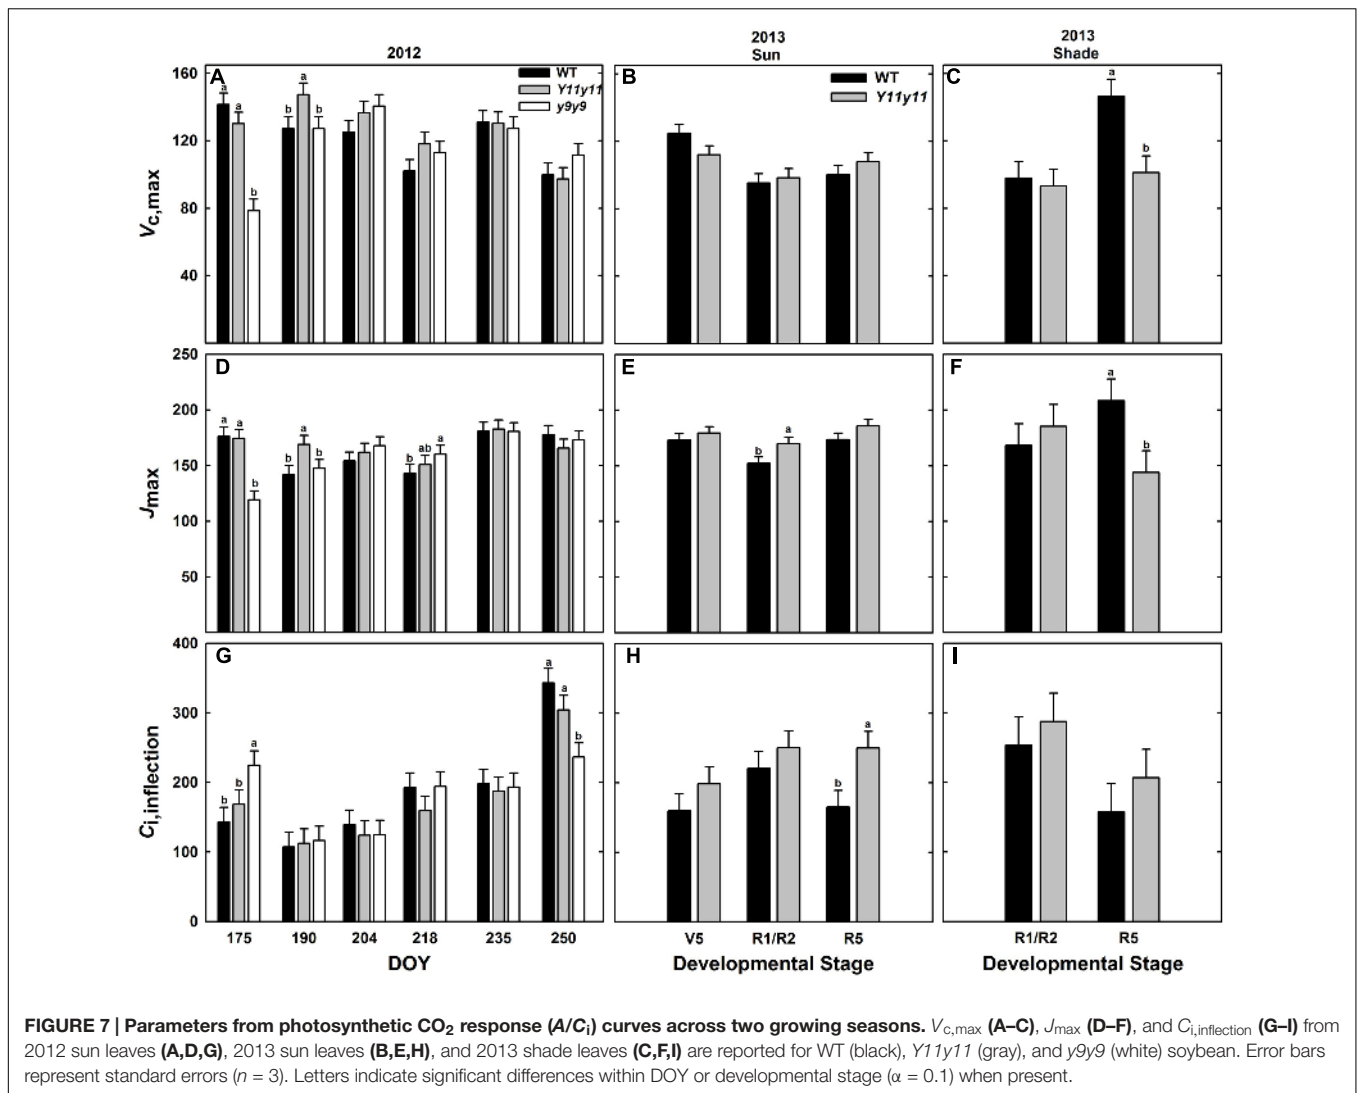 2012
2013
Sun
2013
Shade
A
WT
Y11y11
y9y9
B
WT
Y11y11
C
160
120
80
40
Vc,max
a a b
b a b
a b
D
E
F
250
200
150
100
50
Jmax
a a b
b a b
b ab a
b a
a b
G
H
I
400
300
200
100
0
Ci,inflection
b b a
a a b
b a
175 190 204 218 235 250
V5 R1/R2 R5
R1/R2 R5
DOY
Developmental Stage
Developmental Stage
FIGURE 7 | Parameters from photosynthetic CO2 response (A/Ci) curves across two growing seasons. Vc,max (A–C), Jmax (D–F), and Ci,inflection (G–I) from
2012 sun leaves (A,D,G), 2013 sun leaves (B,E,H), and 2013 shade leaves (C,F,I) are reported for WT (black), Y11y11 (gray), and y9y9 (white) soybean. Error bars
represent standard errors (n = 3). Letters indicate significant differences within DOY or developmental stage (α = 0.1) when present.